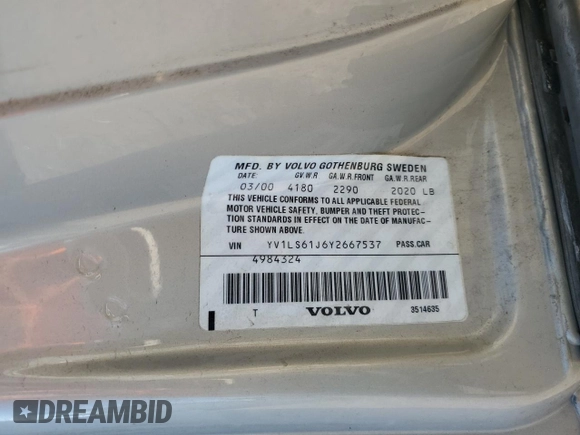 MFD. BY VOLVO GOTHENBURG SWEDEN
DATE: GV.W.R GA.W.R.FRONT GA.W.R.REAR
03/00 4180 2290 2020 LB
THIS VEHICLE CONFORMS TO ALL APPLICABLE FEDERAL
MOTOR VEHICLE SAFETY, BUMPER AND THEFT PROTEC-
TION STANDARDS IN EFFECT ON THE DATE OF MANUFAC-
TURE SHOWN ABOVE.
VIN YV1LS61J6Y2667537 PASS.CAR
4984324
T VOLVO 3514635
DREAMBID